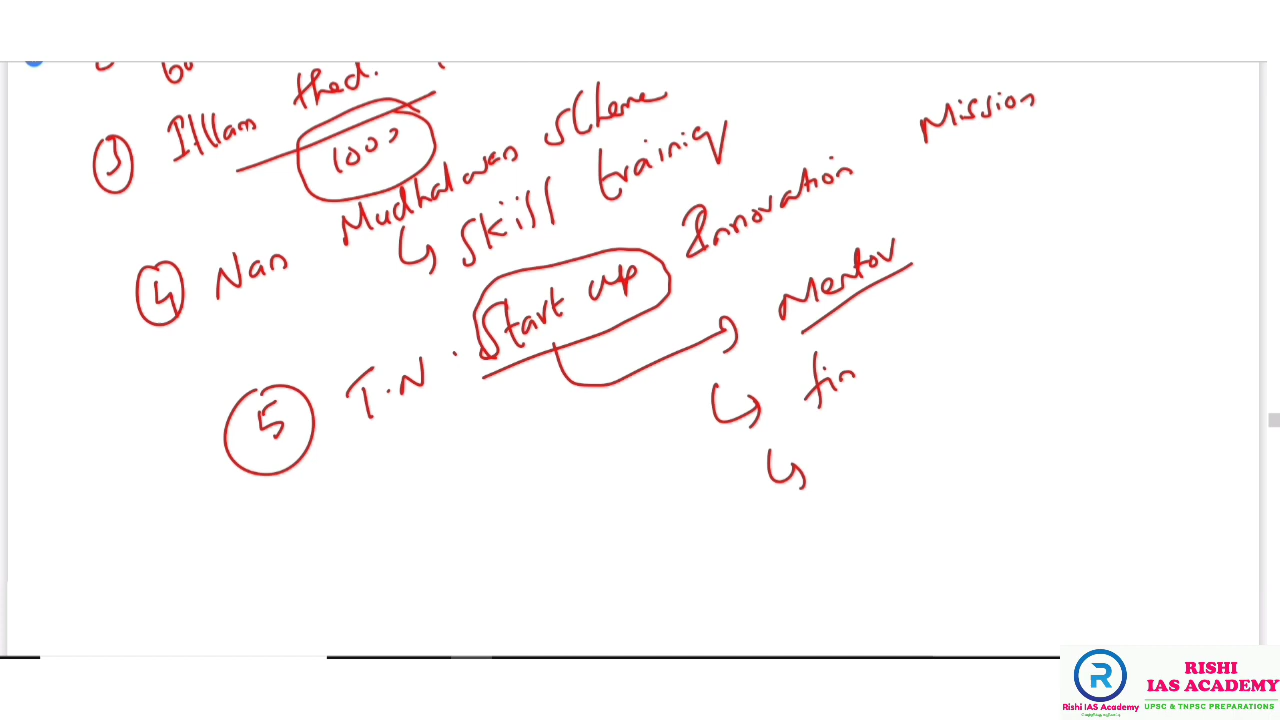 ③ Illam thed.
1000
④ Nan Mudhalwan scheme
↳ skill training
⑤ T.N. Start up Innovation Mission
→ Mentor
↳ fin
↳
R
Rishi IAS Academy
RISHI
IAS ACADEMY
UPSC & TNPSC PREPARATIONS